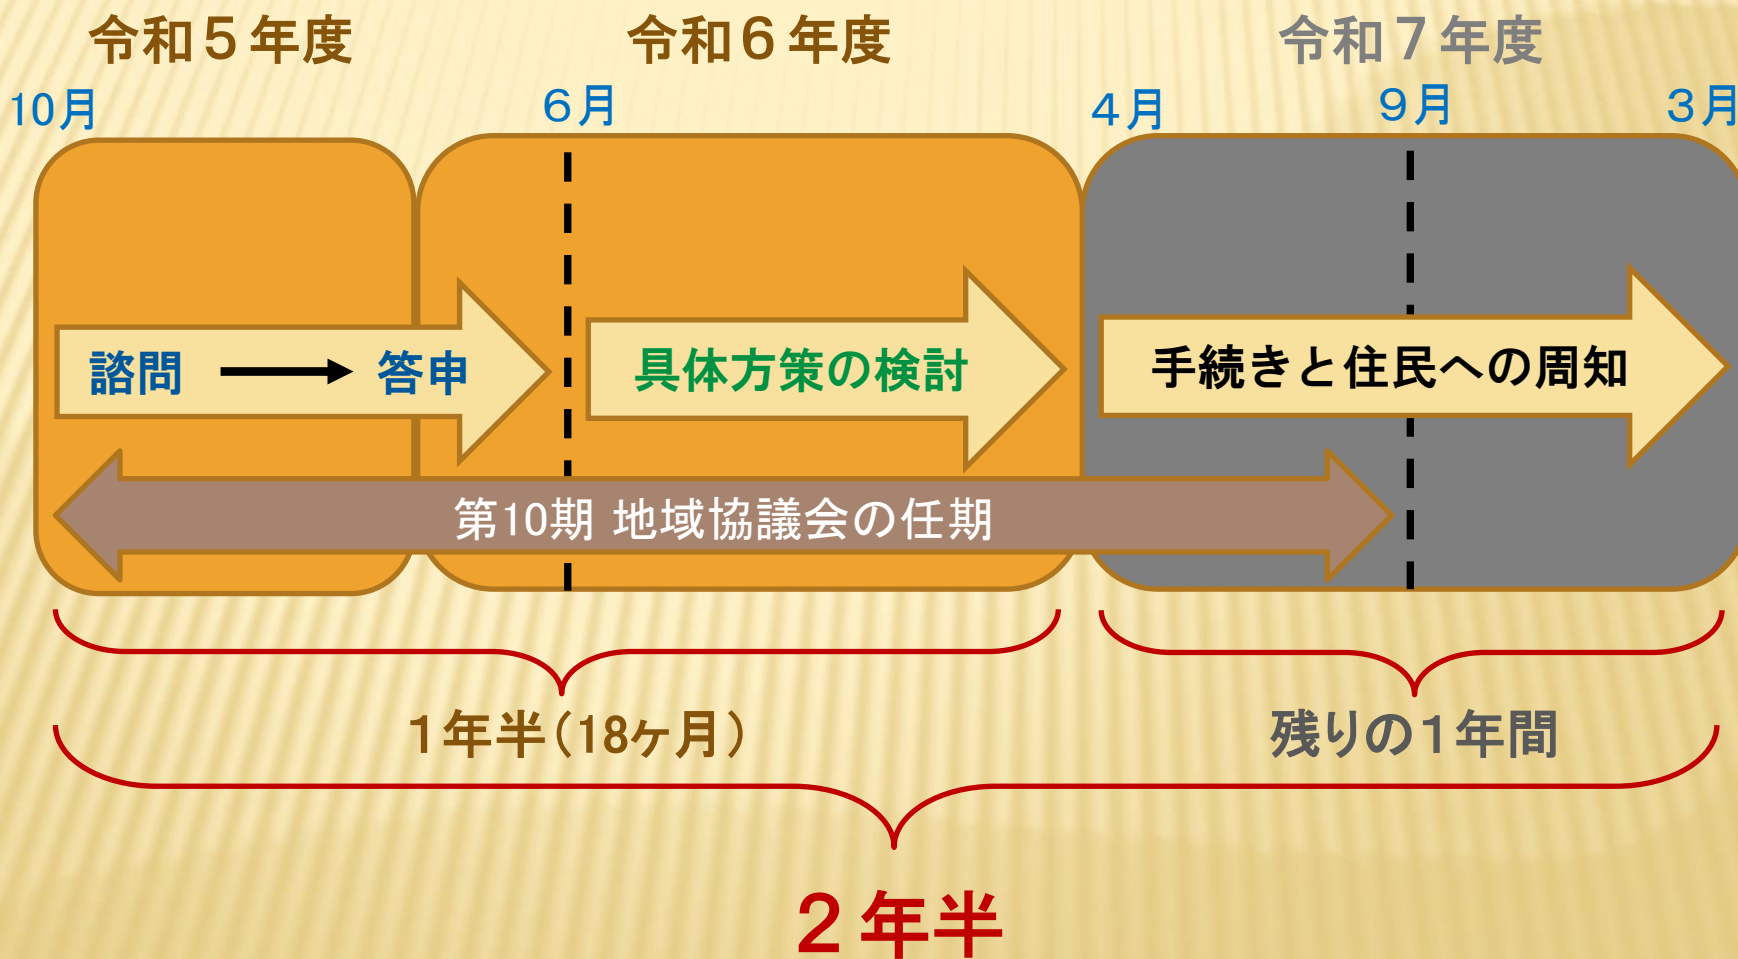 令和５年度 令和６年度 令和７年度
10月 ６月 ４月 ９月 ３月
諮問 答申 具体方策の検討 手続きと住民への周知
第10期 地域協議会の任期
１年半（18ヶ月） 残りの１年間
２年半